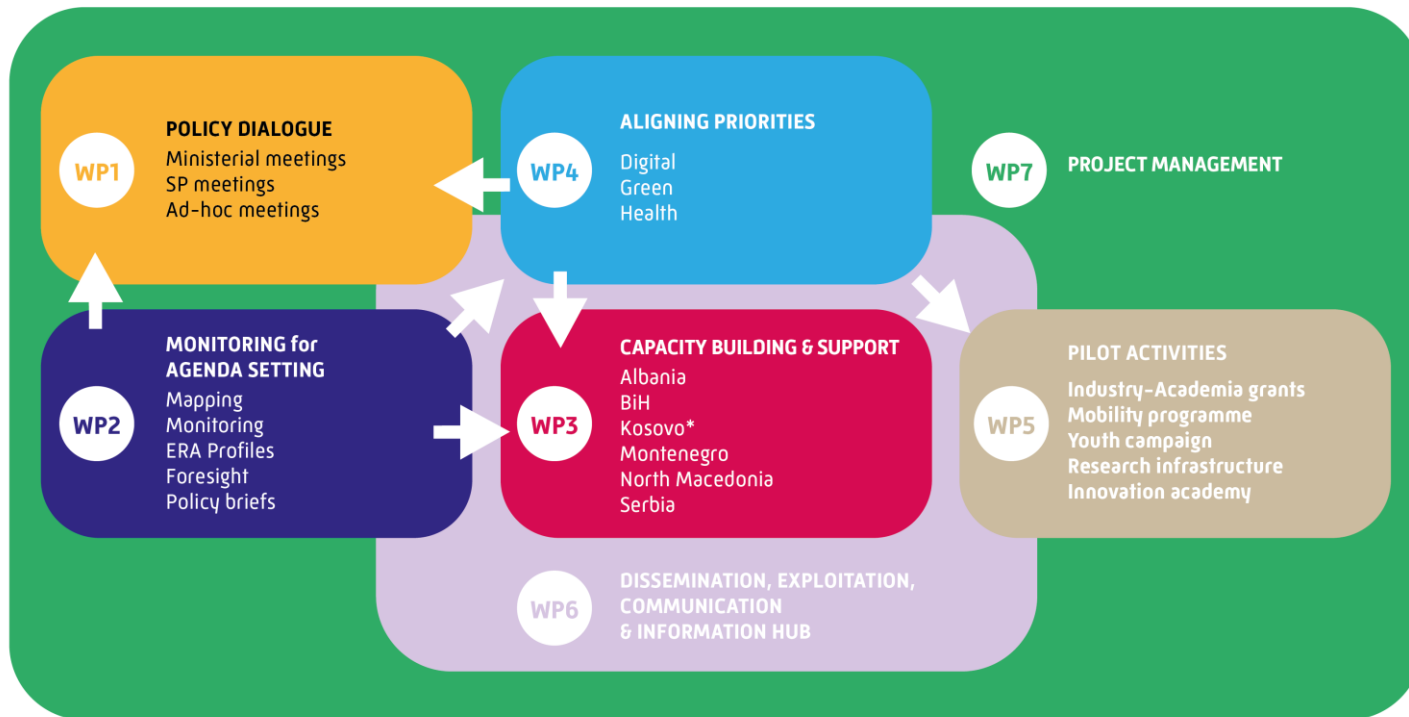 WP1
POLICY DIALOGUE
Ministerial meetings
SP meetings
Ad-hoc meetings
WP4
ALIGNING PRIORITIES
Digital
Green
Health
WP7
PROJECT MANAGEMENT
WP2
MONITORING for
AGENDA SETTING
Mapping
Monitoring
ERA Profiles
Foresight
Policy briefs
WP3
CAPACITY BUILDING & SUPPORT
Albania
BiH
Kosovo*
Montenegro
North Macedonia
Serbia
WP5
PILOT ACTIVITIES
Industry-Academia grants
Mobility programme
Youth campaign
Research infrastructure
Innovation academy
WP6
DISSEMINATION, EXPLOITATION,
COMMUNICATION
& INFORMATION HUB